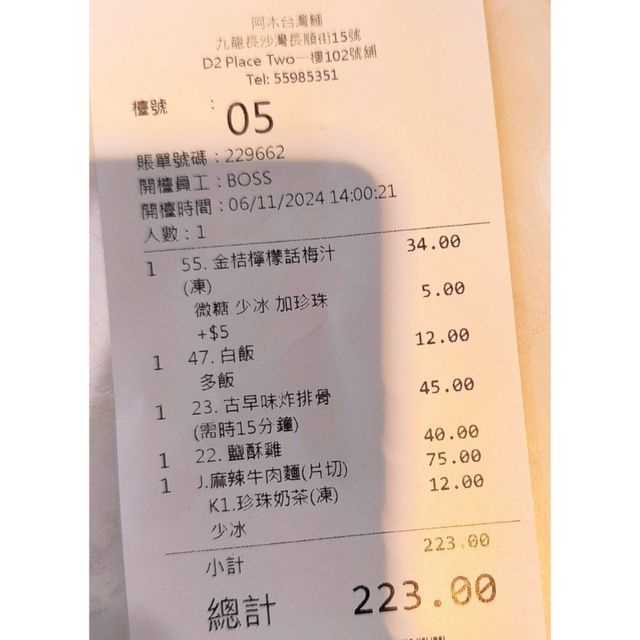 阿木台灣麵
九龍長沙灣長順街15號
D2 Place Two一樓102號舖
Tel: 55985351
檯號 : 05
賬單號碼 : 229662
開檯員工 : BOSS
開檯時間 : 06/11/2024 14:00:21
人數 : 1
1 55. 金桔檸檬話梅汁 34.00
(凍)
微糖 少冰 加珍珠 5.00
+$5
1 47. 白飯 12.00
多飯
1 23. 古早味炸排骨 45.00
(需時15分鐘)
1 22. 鹽酥雞 40.00
1 J.麻辣牛肉麵(片切) 75.00
K1.珍珠奶茶(凍) 12.00
少冰
小計 223.00
總計 223.00